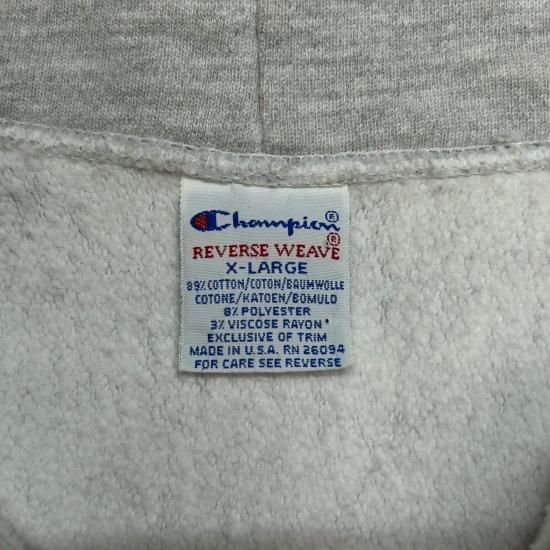 Champion®
REVERSE WEAVE®
X-LARGE
89% COTTON/COTON/BAUMWOLLE
COTONE/KATOEN/BOMULD
8% POLYESTER
3% VISCOSE RAYON*
EXCLUSIVE OF TRIM
MADE IN U.S.A. RN 26094
FOR CARE SEE REVERSE